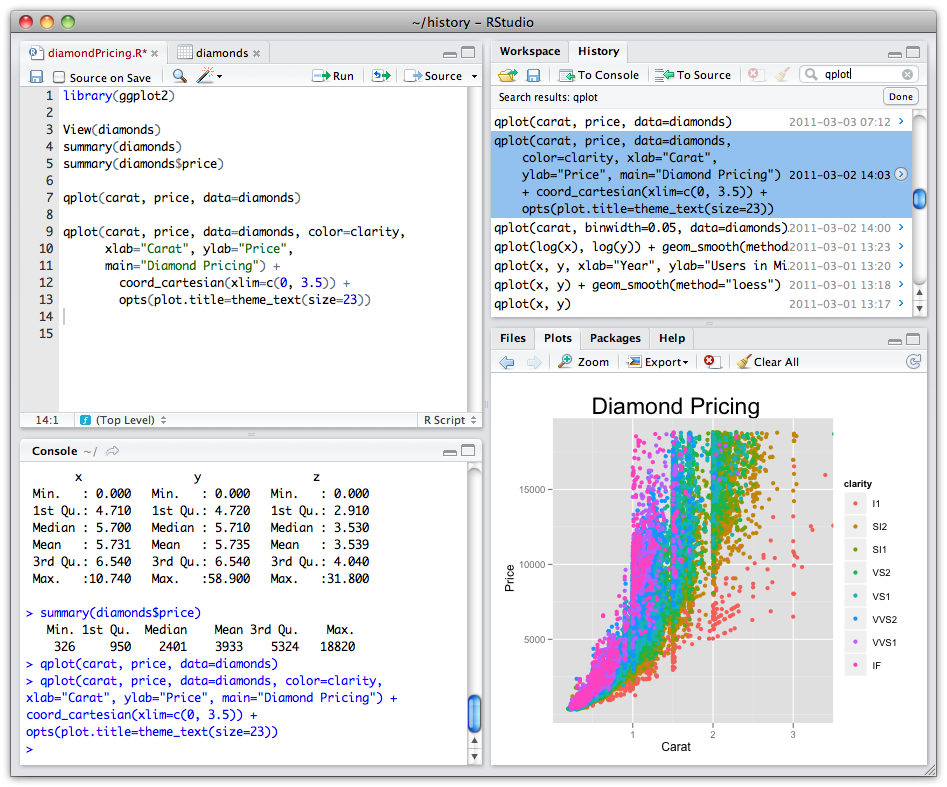 ~/history – RStudio
diamondPricing.R*
diamonds
Source on Save
Run
Source
1 library(ggplot2)
2
3 View(diamonds)
4 summary(diamonds)
5 summary(diamonds$price)
6
7 qplot(carat, price, data=diamonds)
8
9 qplot(carat, price, data=diamonds, color=clarity,
10 xlab="Carat", ylab="Price",
11 main="Diamond Pricing") +
12 coord_cartesian(xlim=c(0, 3.5)) +
13 opts(plot.title=theme_text(size=23))
14
15
14:1 (Top Level) R Script
Console ~/
x y z
Min. : 0.000 Min. : 0.000 Min. : 0.000
1st Qu.: 4.710 1st Qu.: 4.720 1st Qu.: 2.910
Median : 5.700 Median : 5.710 Median : 3.530
Mean : 5.731 Mean : 5.735 Mean : 3.539
3rd Qu.: 6.540 3rd Qu.: 6.540 3rd Qu.: 4.040
Max. :10.740 Max. :58.900 Max. :31.800
> summary(diamonds$price)
Min. 1st Qu. Median Mean 3rd Qu. Max.
326 950 2401 3933 5324 18820
> qplot(carat, price, data=diamonds)
> qplot(carat, price, data=diamonds, color=clarity,
xlab="Carat", ylab="Price", main="Diamond Pricing") +
coord_cartesian(xlim=c(0, 3.5)) +
opts(plot.title=theme_text(size=23))
>
Workspace History
To Console To Source qplot
Search results: qplot Done
qplot(carat, price, data=diamonds) 2011-03-03 07:12
qplot(carat, price, data=diamonds,
color=clarity, xlab="Carat",
ylab="Price", main="Diamond Pricing") 2011-03-02 14:03
+ coord_cartesian(xlim=c(0, 3.5)) +
opts(plot.title=theme_text(size=23))
qplot(carat, binwidth=0.05, data=diamonds) 2011-03-02 14:00
qplot(log(x), log(y)) + geom_smooth(method 2011-03-01 13:23
qplot(x, y, xlab="Year", ylab="Users in Mi 2011-03-01 13:20
qplot(x, y) + geom_smooth(method="loess") 2011-03-01 13:18
qplot(x, y) 2011-03-01 13:17
Files Plots Packages Help
Zoom Export Clear All
Diamond Pricing
Price
15000
10000
5000
1 2 3
Carat
clarity
I1
SI2
SI1
VS2
VS1
VVS2
VVS1
IF